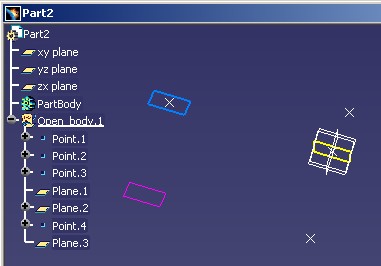 Part2
Part2
xy plane
yz plane
zx plane
PartBody
Open_body.1
Point.1
Point.2
Point.3
Plane.1
Plane.2
Point.4
Plane.3